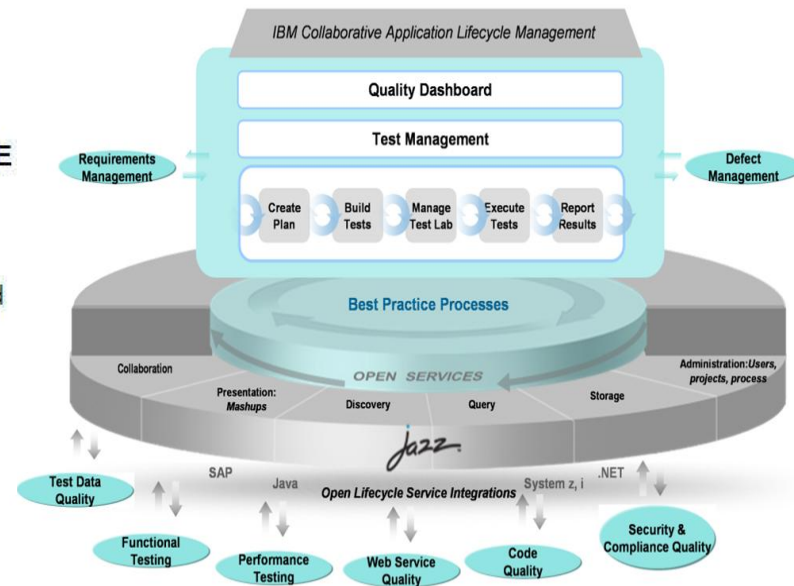 IBM Collaborative Application Lifecycle Management
Quality Dashboard
Test Management
E
Requirements
Management
Defect
Management
Create
Plan
Build
Tests
Manage
Test Lab
Execute
Tests
Report
Results
Best Practice Processes
OPEN SERVICES
Collaboration
Presentation:
Mashups
Discovery
Query
Storage
Administration:Users,
projects, process
jazz
SAP
Java
System z, i
.NET
Open Lifecycle Service Integrations
Test Data
Quality
Functional
Testing
Performance
Testing
Web Service
Quality
Code
Quality
Security &
Compliance Quality